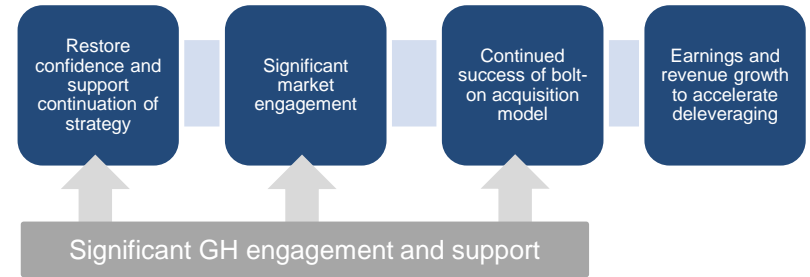 Restore
confidence and
support
continuation of
strategy
Significant
market
engagement
Continued
success of bolt-
on acquisition
model
Earnings and
revenue growth
to accelerate
deleveraging
Significant GH engagement and support